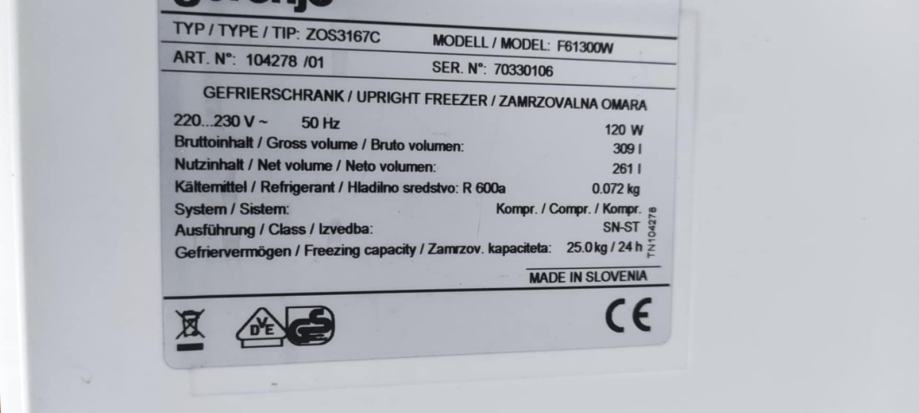 gorenje
TYP / TYPE / TIP: ZOS3167C MODELL / MODEL: F61300W
ART. N°: 104278 /01 SER. N°: 70330106
GEFRIERSCHRANK / UPRIGHT FREEZER / ZAMRZOVALNA OMARA
220...230 V ~ 50 Hz 120 W
Bruttoinhalt / Gross volume / Bruto volumen: 309 l
Nutzinhalt / Net volume / Neto volumen: 261 l
Kältemittel / Refrigerant / Hladilno sredstvo: R 600a 0.072 kg
System / Sistem: Kompr. / Compr. / Kompr.
Ausführung / Class / Izvedba: SN-ST
Gefriervermögen / Freezing capacity / Zamrzov. kapaciteta: 25.0 kg / 24 h
TN104278
MADE IN SLOVENIA
DVE GS CE